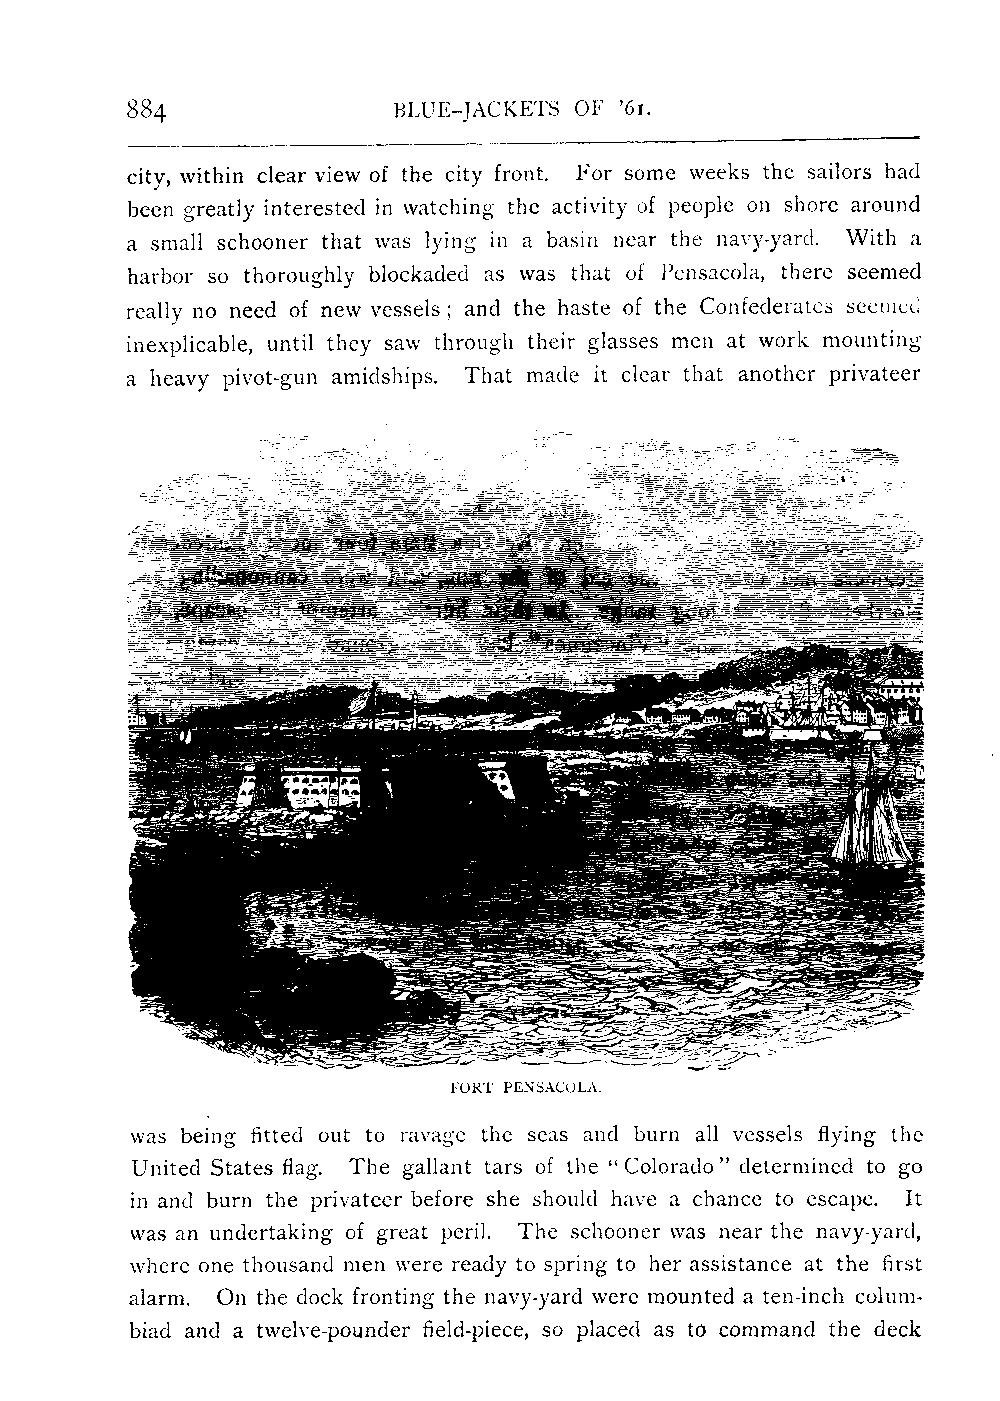 884 BLUE-JACKETS OF '61.
city, within clear view of the city front. For some weeks the sailors had
been greatly interested in watching the activity of people on shore around
a small schooner that was lying in a basin near the navy-yard. With a
harbor so thoroughly blockaded as was that of Pensacola, there seemed
really no need of new vessels; and the haste of the Confederates seemed
inexplicable, until they saw through their glasses men at work mounting
a heavy pivot-gun amidships. That made it clear that another privateer
FORT PENSACOLA.
was being fitted out to ravage the seas and burn all vessels flying the
United States flag. The gallant tars of the "Colorado" determined to go
in and burn the privateer before she should have a chance to escape. It
was an undertaking of great peril. The schooner was near the navy-yard,
where one thousand men were ready to spring to her assistance at the first
alarm. On the dock fronting the navy-yard were mounted a ten-inch colum-
biad and a twelve-pounder field-piece, so placed as to command the deck